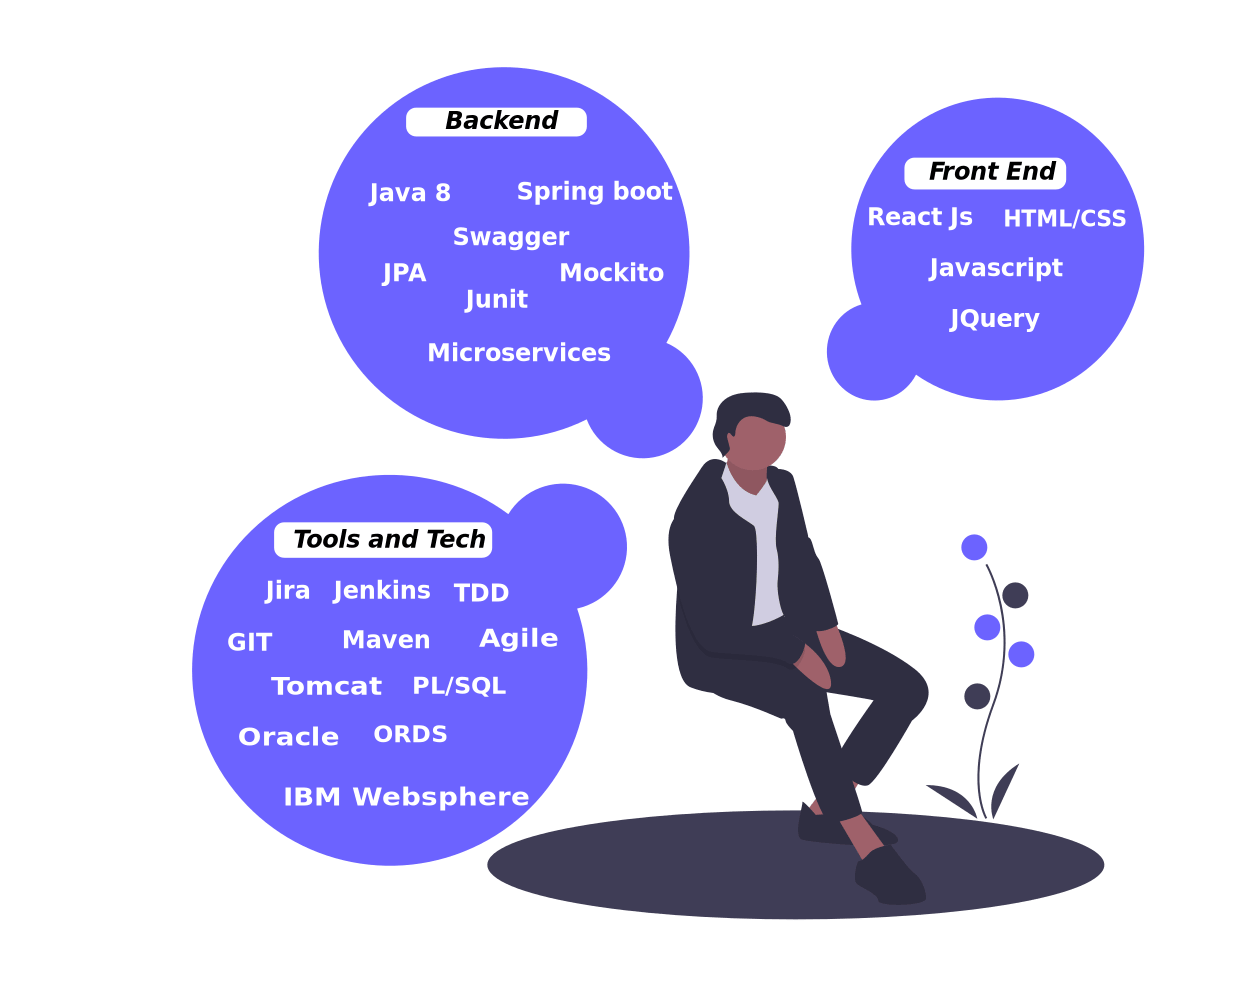 Backend
Java 8 Spring boot
Swagger
JPA Mockito
Junit
Microservices
Front End
React Js HTML/CSS
Javascript
JQuery
Tools and Tech
Jira Jenkins TDD
GIT Maven Agile
Tomcat PL/SQL
Oracle ORDS
IBM Websphere